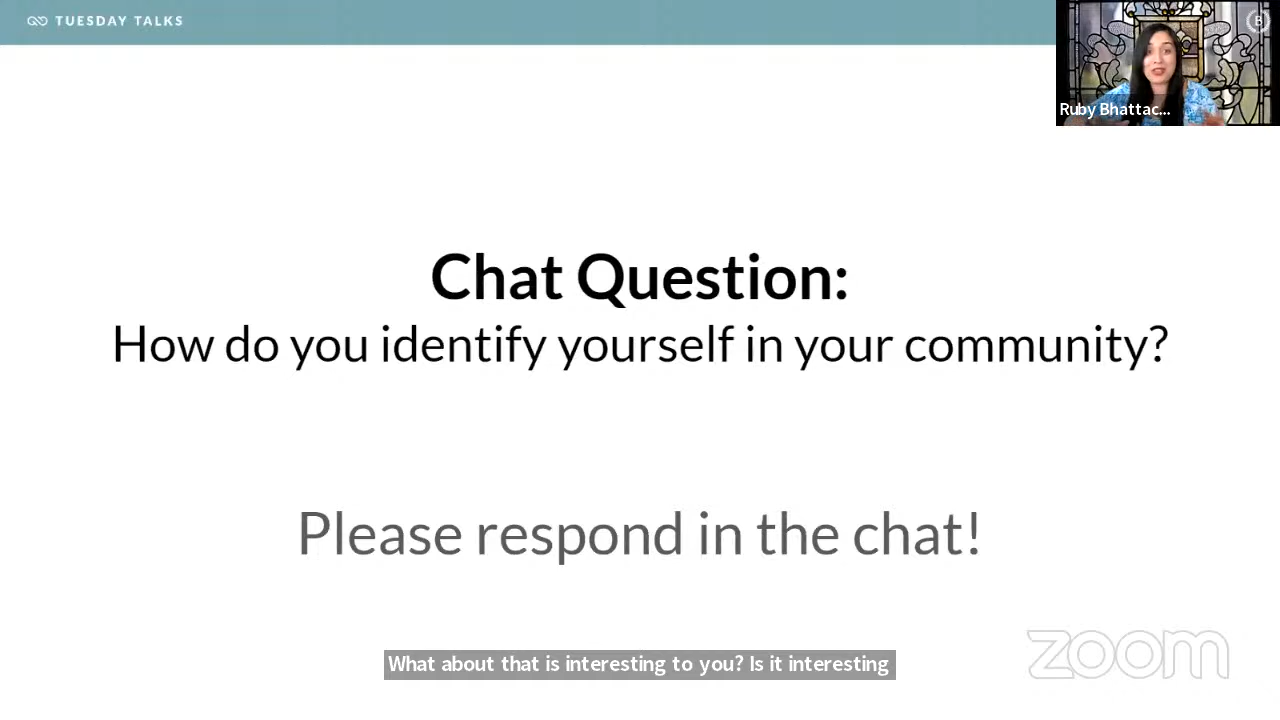 TUESDAY TALKS
B
Ruby Bhattac...
Chat Question:
How do you identify yourself in your community?
Please respond in the chat!
What about that is interesting to you? Is it interesting
zoom